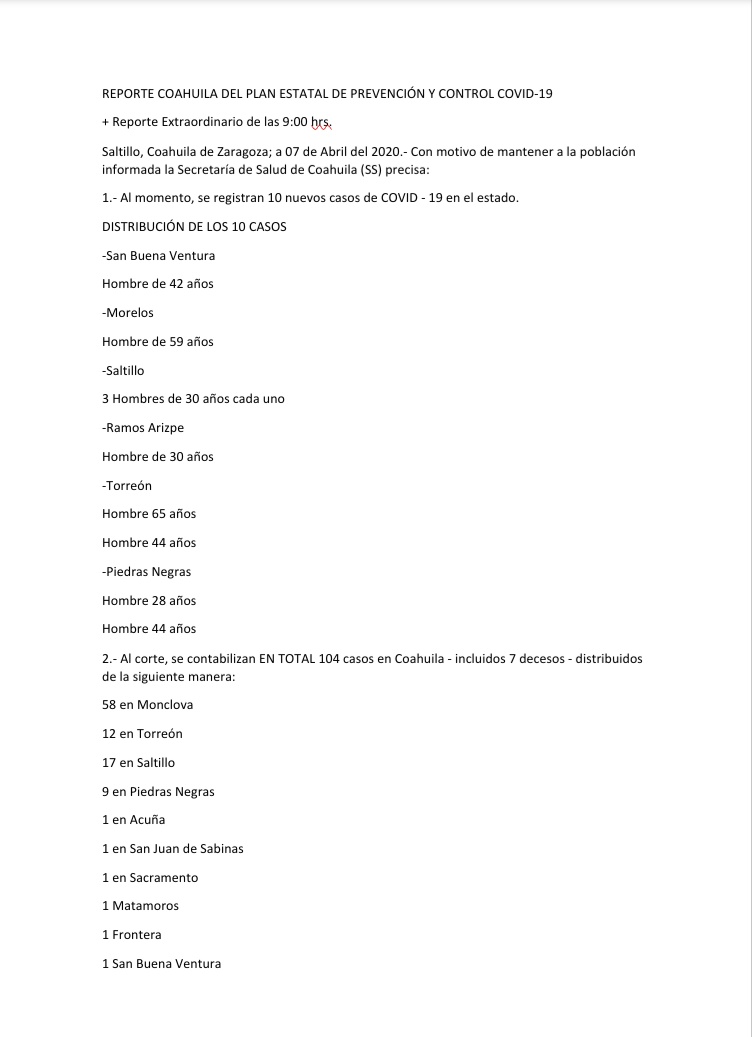 REPORTE COAHUILA DEL PLAN ESTATAL DE PREVENCIÓN Y CONTROL COVID-19
+ Reporte Extraordinario de las 9:00 hrs.
Saltillo, Coahuila de Zaragoza; a 07 de Abril del 2020.- Con motivo de mantener a la población
informada la Secretaría de Salud de Coahuila (SS) precisa:
1.- Al momento, se registran 10 nuevos casos de COVID - 19 en el estado.
DISTRIBUCIÓN DE LOS 10 CASOS
-San Buena Ventura
Hombre de 42 años
-Morelos
Hombre de 59 años
-Saltillo
3 Hombres de 30 años cada uno
-Ramos Arizpe
Hombre de 30 años
-Torreón
Hombre 65 años
Hombre 44 años
-Piedras Negras
Hombre 28 años
Hombre 44 años
2.- Al corte, se contabilizan EN TOTAL 104 casos en Coahuila - incluidos 7 decesos - distribuidos
de la siguiente manera:
58 en Monclova
12 en Torreón
17 en Saltillo
9 en Piedras Negras
1 en Acuña
1 en San Juan de Sabinas
1 en Sacramento
1 Matamoros
1 Frontera
1 San Buena Ventura